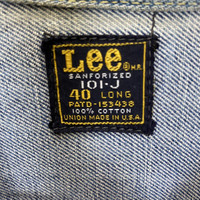 Lee ® M.R.
SANFORIZED
101-J
40 LONG
PAT'D-153438
100% COTTON
UNION MADE IN U.S.A.